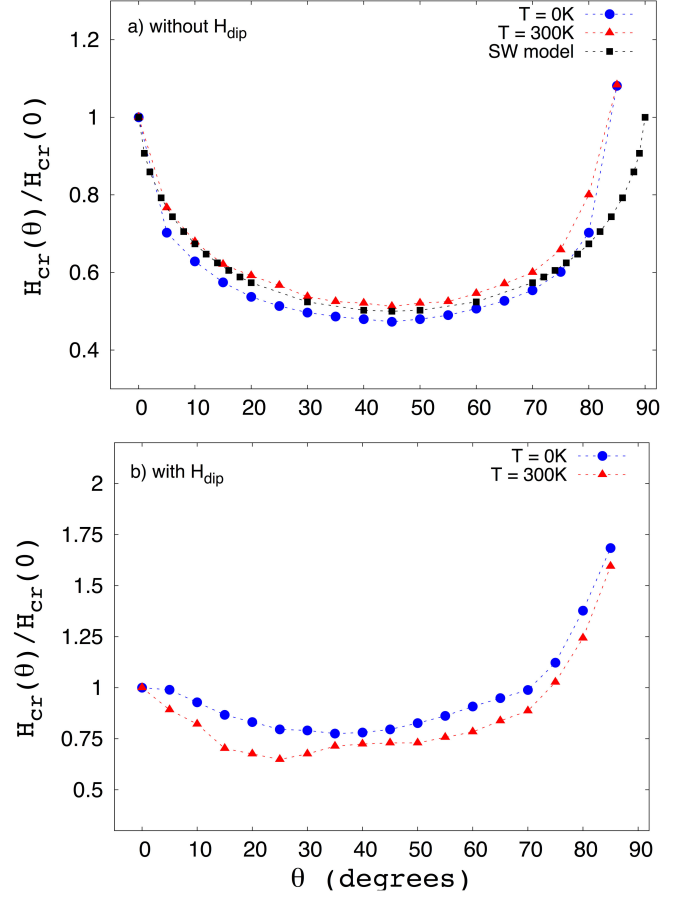 a) without H_dip
T = 0K
T = 300K
SW model
1.2
1
0.8
0.6
0.4
H_cr(θ)/H_cr(0)
0 10 20 30 40 50 60 70 80 90
b) with H_dip
T = 0K
T = 300K
2
1.75
1.5
1.25
1
0.75
0.5
H_cr(θ)/H_cr(0)
0 10 20 30 40 50 60 70 80 90
θ (degrees)